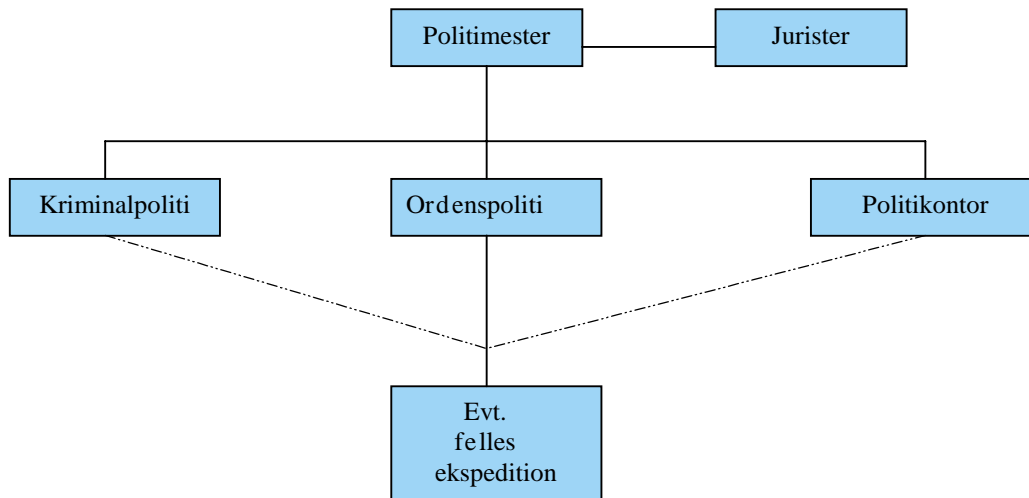 Politimester
Jurister
Kriminalpoliti
Ordenspoliti
Politikontor
Evt.
felles
ekspedition